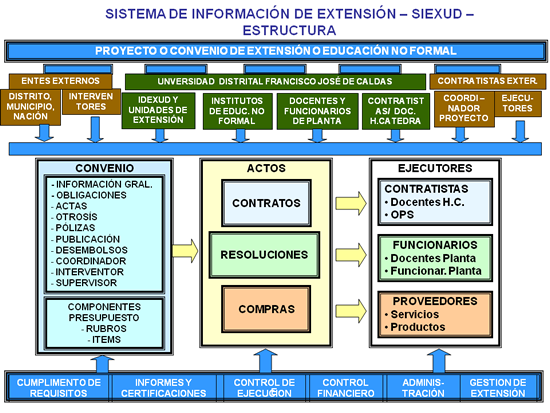 SISTEMA DE INFORMACIÓN DE EXTENSIÓN – SIEXUD –
ESTRUCTURA
PROYECTO O CONVENIO DE EXTENSIÓN O EDUCACIÓN NO FORMAL
ENTES EXTERNOS
UNVERSIDAD DISTRITAL FRANCISCO JOSÉ DE CALDAS
CONTRATISTAS EXTER.
DISTRITO,
MUNICIPIO,
NACIÓN
INTERVEN
TORES
IDEXUD Y
UNIDADES DE
EXTENSIÓN
INSTITUTOS
DE EDUC. NO
FORMAL
DOCENTES Y
FUNCIONARIOS
DE PLANTA
CONTRATIST
AS/ DOC.
H.CATEDRA
COORDI–
NADOR
PROYECTO
EJECU-
TORES
CONVENIO
- INFORMACIÓN GRAL.
- OBLIGACIONES
- ACTAS
- OTROSÍS
- PÓLIZAS
- PUBLICACIÓN
- DESEMBOLSOS
- COORDINADOR
- INTERVENTOR
- SUPERVISOR
COMPONENTES
PRESUPUESTO
- RUBROS
- ITEMS
ACTOS
CONTRATOS
RESOLUCIONES
COMPRAS
EJECUTORES
CONTRATISTAS
• Docentes H.C.
• OPS
FUNCIONARIOS
• Docentes Planta
• Funcionar. Planta
PROVEEDORES
• Servicios
• Productos
CUMPLIMENTO DE
REQUISITOS
INFORMES Y
CERTIFICACIONES
CONTROL DE
EJECUCIÓN
CONTROL
FINANCIERO
ADMINIS-
TRACIÓN
GESTIÓN DE
EXTENSIÓN